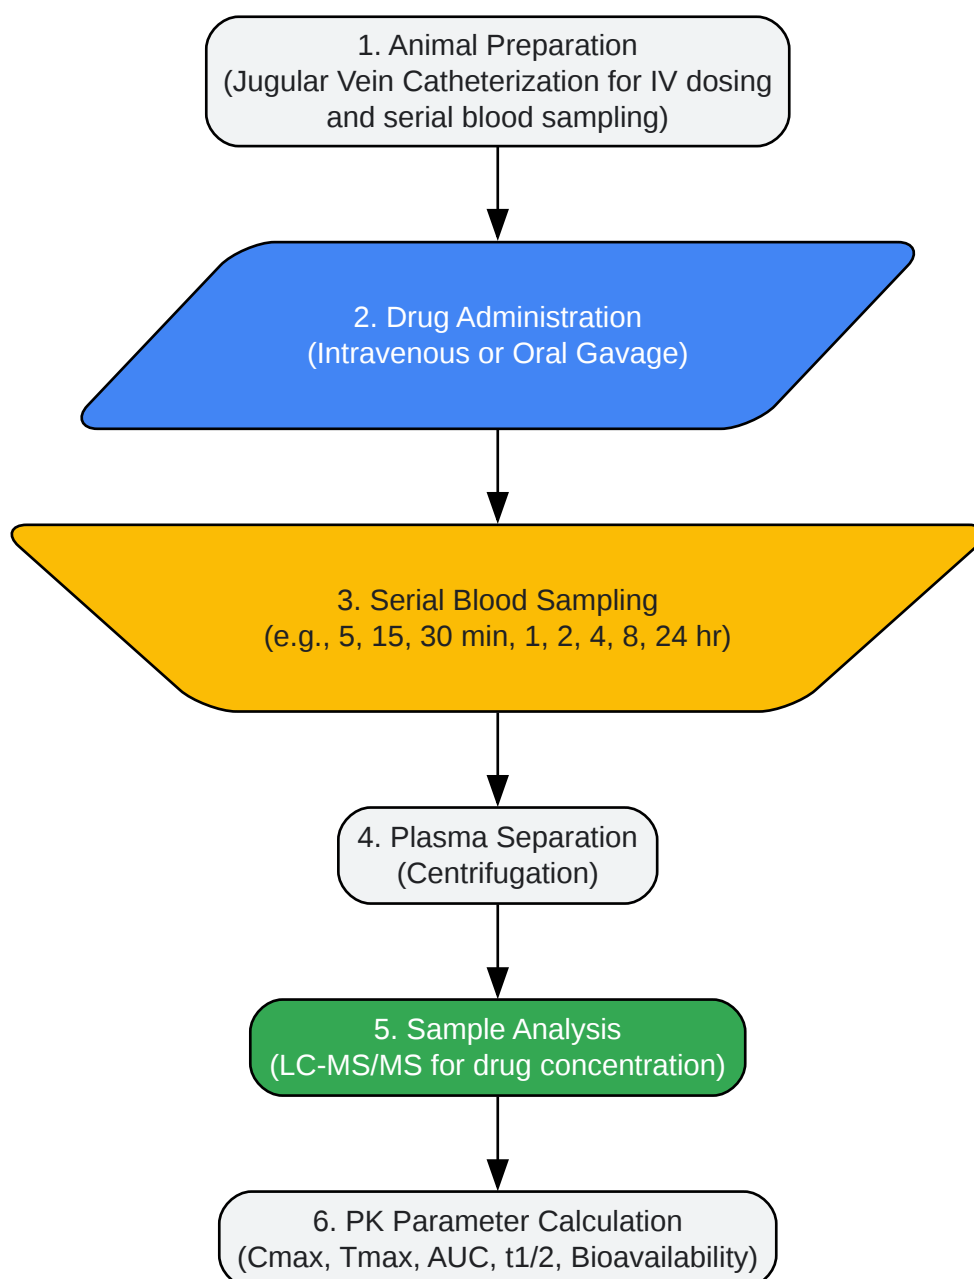 1. Animal Preparation
(Jugular Vein Catheterization for IV dosing
and serial blood sampling)
2. Drug Administration
(Intravenous or Oral Gavage)
3. Serial Blood Sampling
(e.g., 5, 15, 30 min, 1, 2, 4, 8, 24 hr)
4. Plasma Separation
(Centrifugation)
5. Sample Analysis
(LC-MS/MS for drug concentration)
6. PK Parameter Calculation
(Cmax, Tmax, AUC, t1/2, Bioavailability)